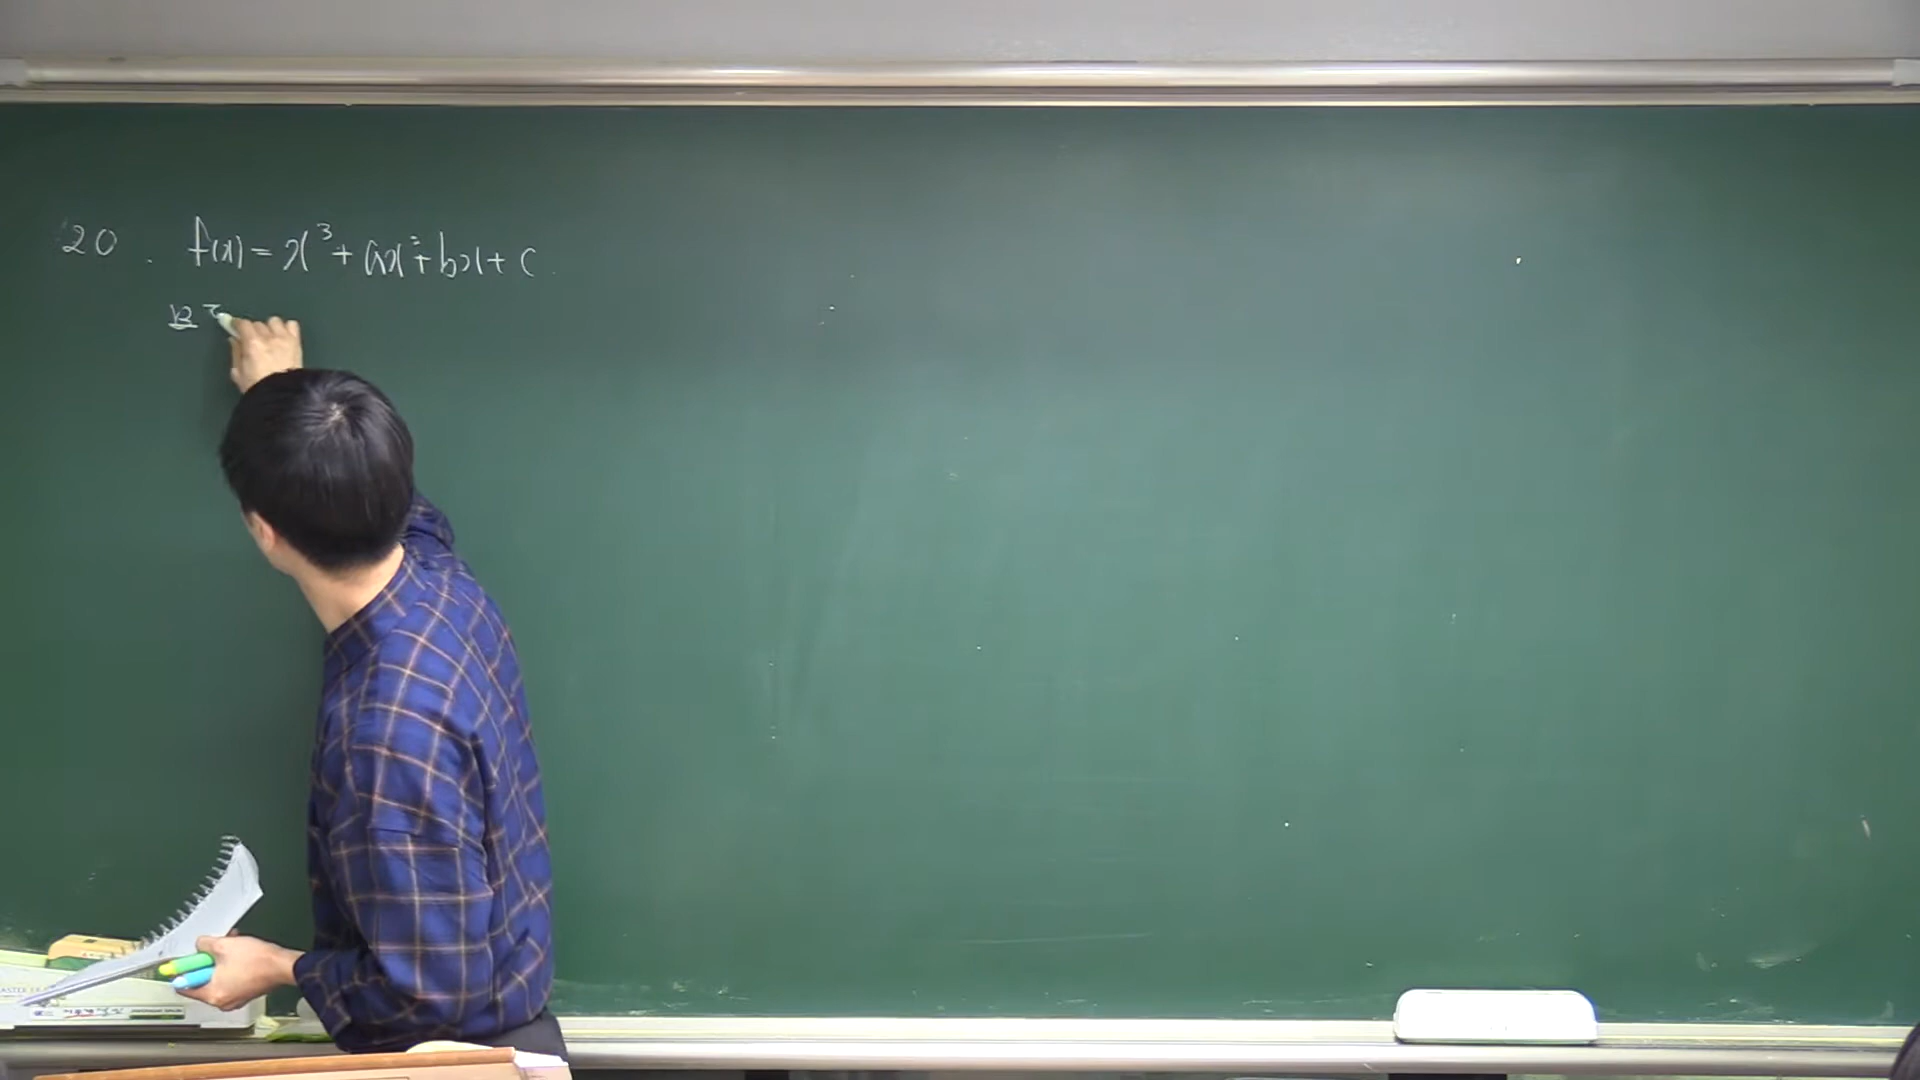 20. f(x) = x³ + ax² + bx + c